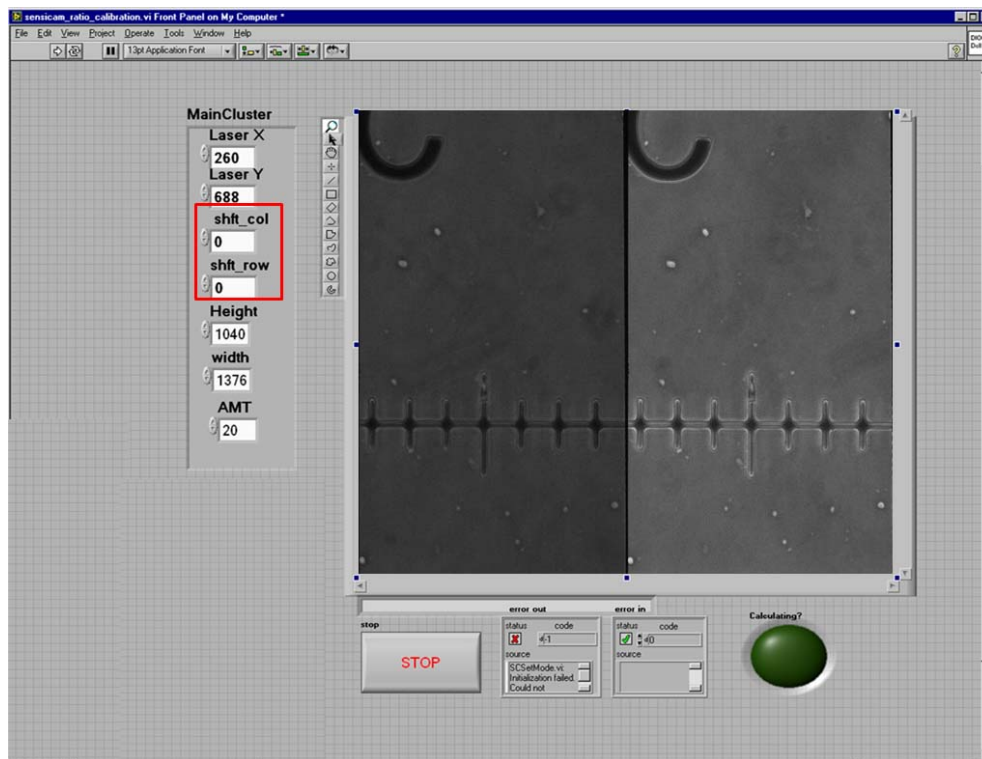 sensicam_ratio_calibration.vi Front Panel on My Computer *
File Edit View Project Operate Tools Window Help
13pt Application Font
MainCluster
Laser X
260
Laser Y
688
shft_col
0
shft_row
0
Height
1040
width
1376
AMT
20
stop
STOP
error out
status code
-1
source
SCSetMode.vi:
Initialization failed.
Could not
error in
status code
0
source
Calculating?